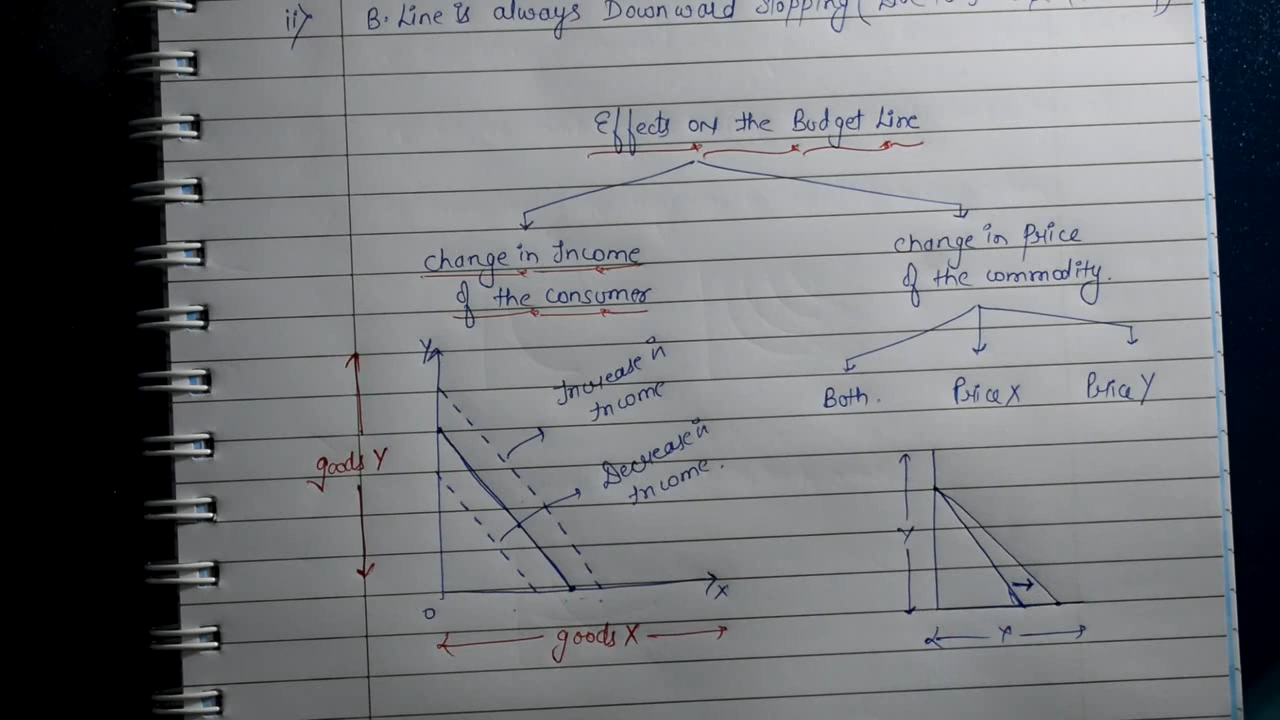 ii) B. Line is always Downward Slopping (
Effects on the Budget Line
change in Income
of the consumer
change in Price
of the commodity.
Both.
Price X
Price Y
Y
Increase in
Income
Decrease in
Income.
goods Y
O
X
goods X
Y
X